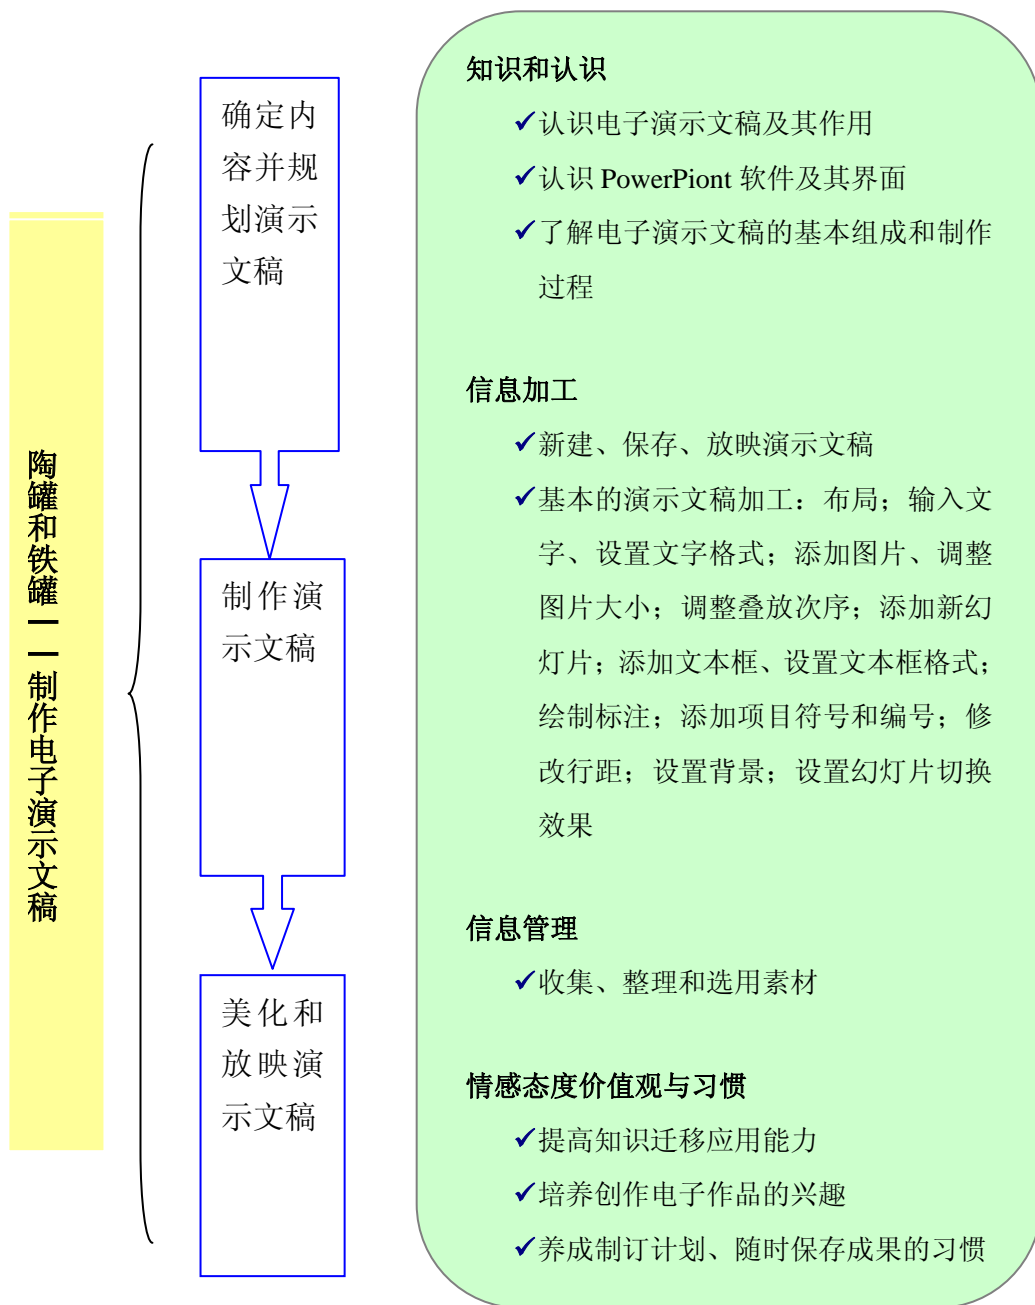 陶罐和铁罐——制作电子演示文稿
确定内
容并规
划演示
文稿
制作演
示文稿
美化和
放映演
示文稿
知识和认识
✓认识电子演示文稿及其作用
✓认识 PowerPiont 软件及其界面
✓了解电子演示文稿的基本组成和制作
过程
信息加工
✓新建、保存、放映演示文稿
✓基本的演示文稿加工：布局；输入文
字、设置文字格式；添加图片、调整
图片大小；调整叠放次序；添加新幻
灯片；添加文本框、设置文本框格式；
绘制标注；添加项目符号和编号；修
改行距；设置背景；设置幻灯片切换
效果
信息管理
✓收集、整理和选用素材
情感态度价值观与习惯
✓提高知识迁移应用能力
✓培养创作电子作品的兴趣
✓养成制订计划、随时保存成果的习惯